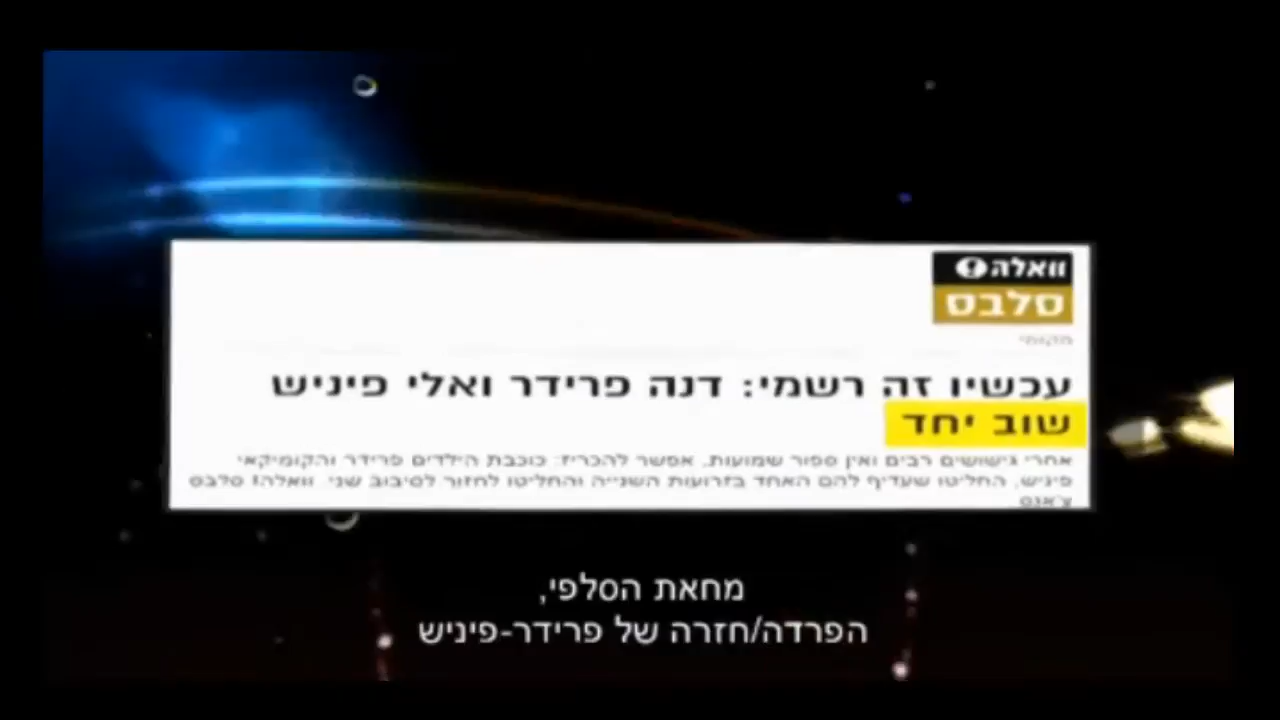 וואלה!
סלבס
מקומי
עכשיו זה רשמי: דנה פרידר ואלי פיניש
שוב יחד
אחרי גישושים רבים ואין ספור שמועות, אפשר להכריז: כוכבת הילדים פרידר והקומיקאי
פיניש, החליטו שעדיף להם האחד בזרועות השנייה והחליטו לחזור לסיבוב שני. וואלה! סלבס
צ'אנס
מחאת הסלפי,
הפרדה/חזרה של פרידר-פיניש